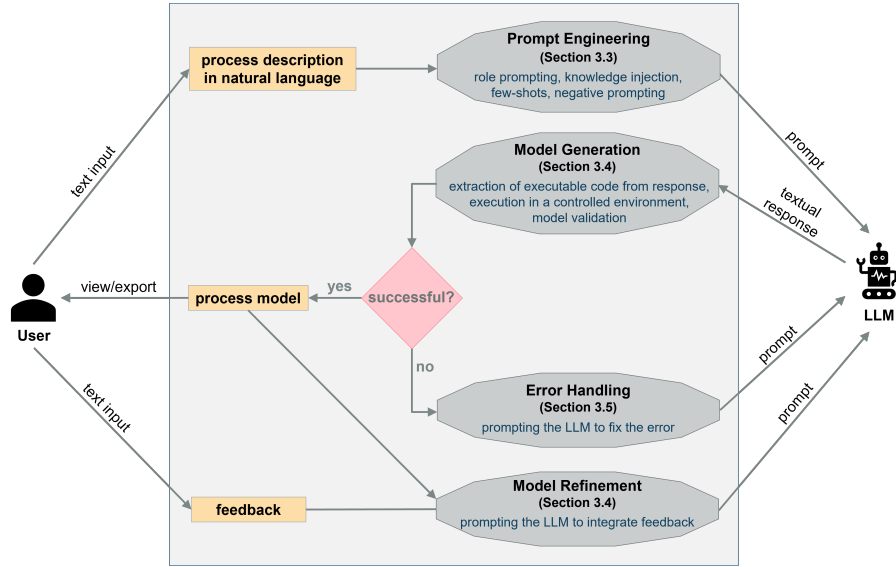 process description
in natural language
Prompt Engineering
(Section 3.3)
role prompting, knowledge injection,
few-shots, negative prompting
text input
prompt
Model Generation
(Section 3.4)
extraction of executable code from response,
execution in a controlled environment,
model validation
textual
response
view/export
process model
yes
successful?
User
LLM
no
prompt
text input
Error Handling
(Section 3.5)
prompting the LLM to fix the error
prompt
feedback
Model Refinement
(Section 3.4)
prompting the LLM to integrate feedback